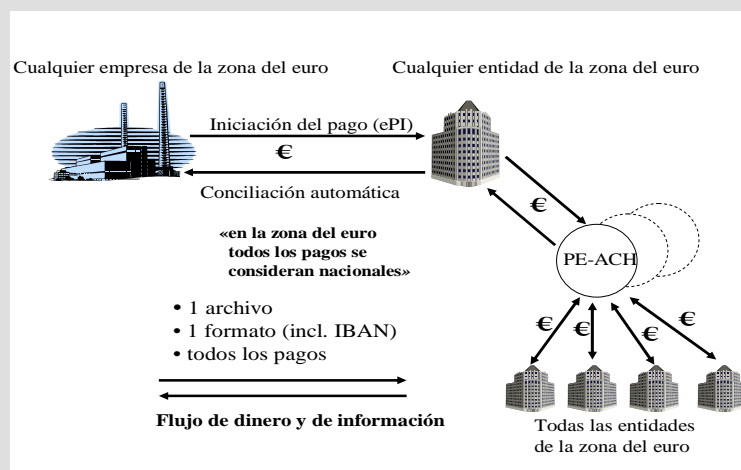 Cualquier empresa de la zona del euro
Cualquier entidad de la zona del euro
Iniciación del pago (ePI)
€
Conciliación automática
€
«en la zona del euro
todos los pagos se
consideran nacionales»
PE-ACH
• 1 archivo
• 1 formato (incl. IBAN)
• todos los pagos
€
€
€
€
Flujo de dinero y de información
Todas las entidades
de la zona del euro